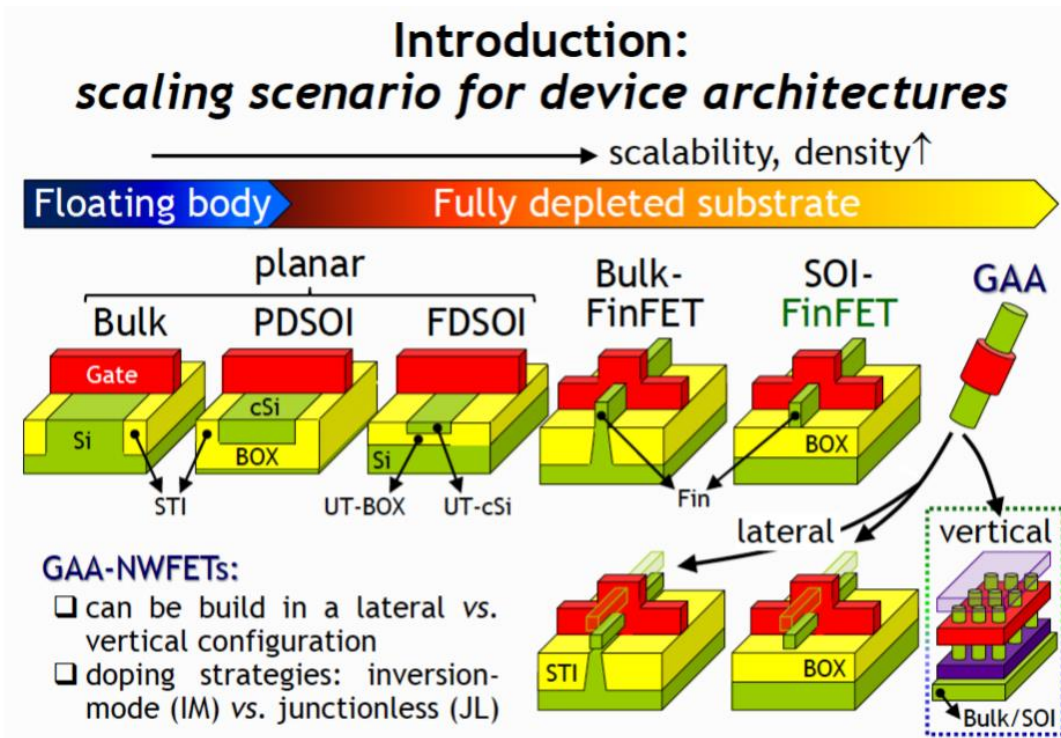 Introduction:
scaling scenario for device architectures
scalability, density↑
Floating body
Fully depleted substrate
planar
Bulk
PDSOI
FDSOI
Bulk-
FinFET
SOI-
FinFET
GAA
Gate
Si
cSi
BOX
Si
BOX
STI
UT-BOX
UT-cSi
Fin
lateral
vertical
GAA-NWFETs:
❑ can be build in a lateral vs.
vertical configuration
❑ doping strategies: inversion-
mode (IM) vs. junctionless (JL)
STI
BOX
Bulk/SOI